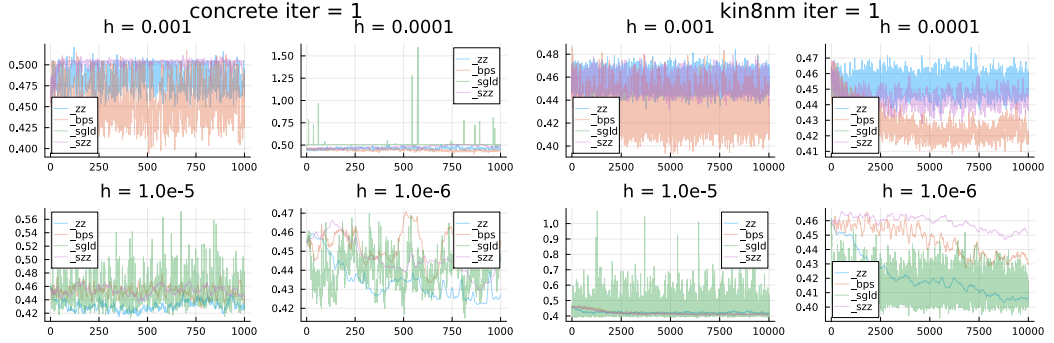 concrete iter = 1
h = 0.001
0.500
0.475
0.450
0.425
0.400
_zz
_bps
_sgld
_szz
0 250 500 750 1000
h = 0.0001
1.50
1.25
1.00
0.75
0.50
_zz
_bps
_sgld
_szz
0 250 500 750 1000
h = 1.0e-5
0.56
0.54
0.52
0.50
0.48
0.46
0.44
0.42
_zz
_bps
_sgld
_szz
0 250 500 750 1000
h = 1.0e-6
0.47
0.46
0.45
0.44
0.43
0.42
_zz
_bps
_sgld
_szz
0 250 500 750 1000
kin8nm iter = 1
h = 0.001
0.48
0.46
0.44
0.42
0.40
_zz
_bps
_sgld
_szz
0 2500 5000 7500 10000
h = 0.0001
0.47
0.46
0.45
0.44
0.43
0.42
0.41
_zz
_bps
_sgld
_szz
0 2500 5000 7500 10000
h = 1.0e-5
1.0
0.9
0.8
0.7
0.6
0.5
0.4
_zz
_bps
_sgld
_szz
0 2500 5000 7500 10000
h = 1.0e-6
0.46
0.45
0.44
0.43
0.42
0.41
0.40
_zz
_bps
_sgld
_szz
0 2500 5000 7500 10000